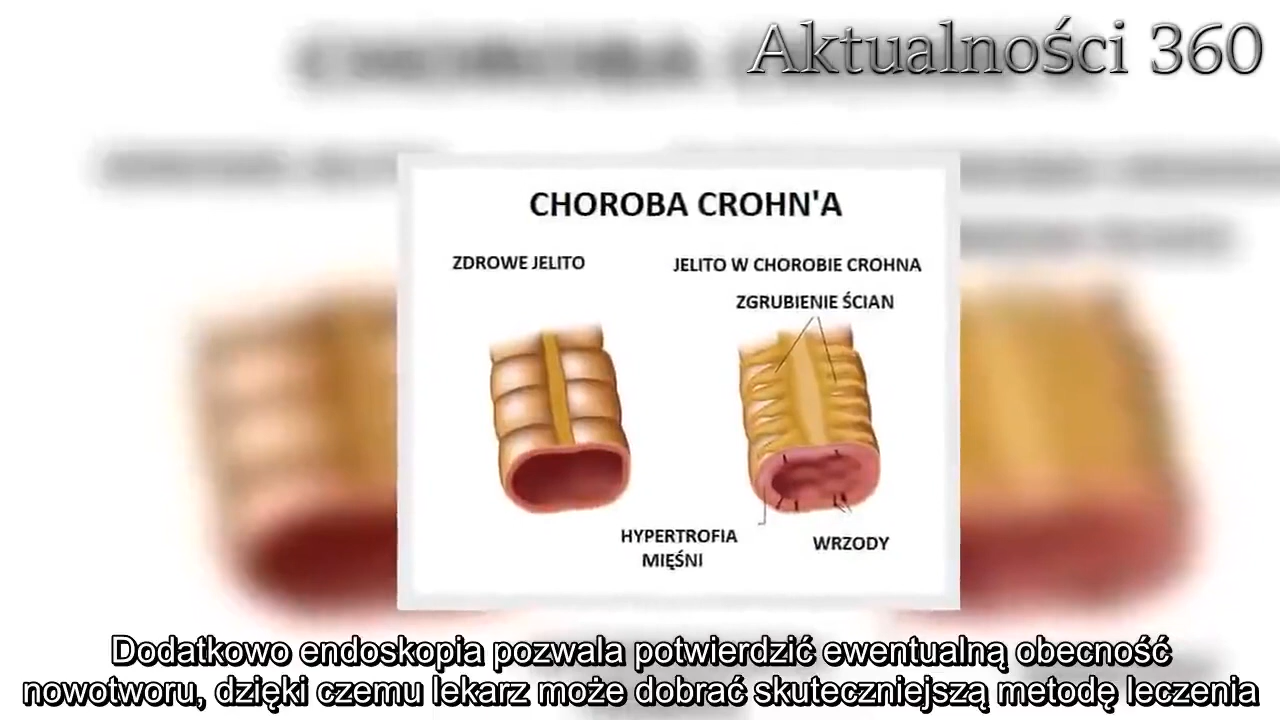 Aktualności 360
CHOROBA CROHN'A
ZDROWE JELITO
JELITO W CHOROBIE CROHNA
ZGRUBIENIE ŚCIAN
HYPERTROFIA
MIĘŚNI
WRZODY
Dodatkowo endoskopia pozwala potwierdzić ewentualną obecność
nowotworu, dzięki czemu lekarz może dobrać skuteczniejszą metodę leczenia